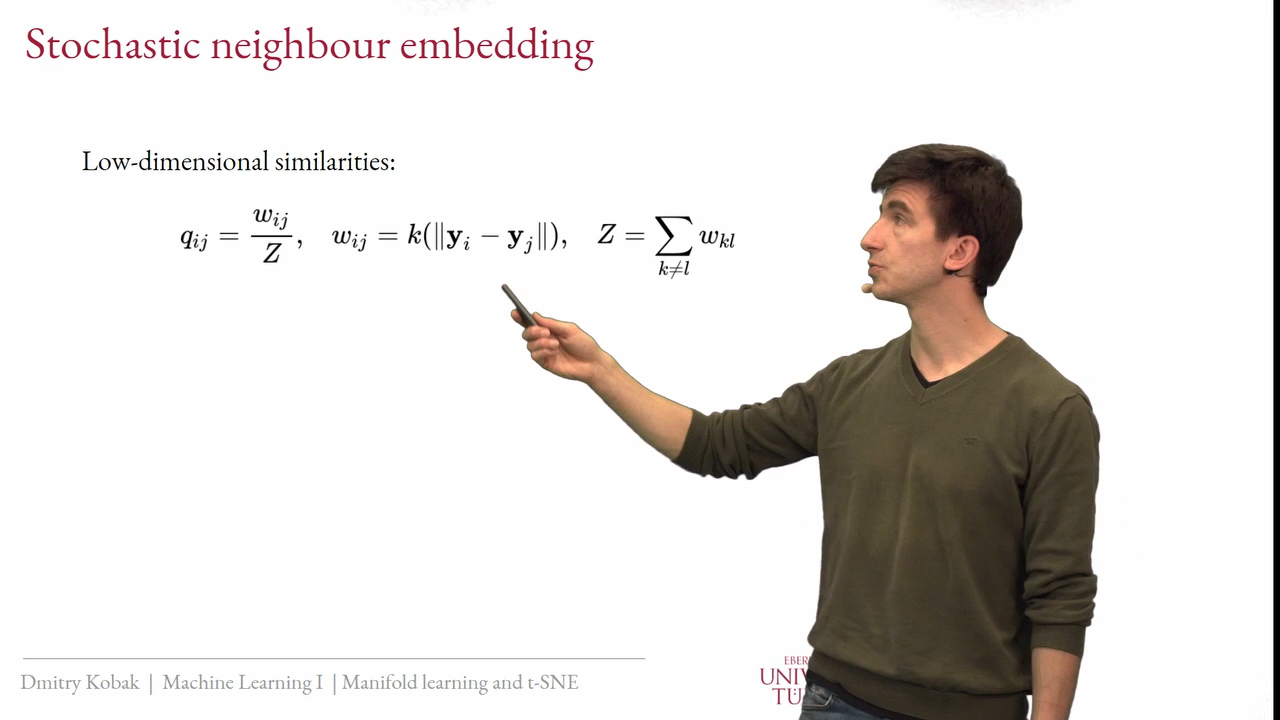 Stochastic neighbour embedding
Low-dimensional similarities:
q_{ij} = \frac{w_{ij}}{Z}, w_{ij} = k(‖\mathbf{y}_i − \mathbf{y}_j‖), Z = \sum_{k≠l} w_{kl}
Dmitry Kobak | Machine Learning I | Manifold learning and t-SNE